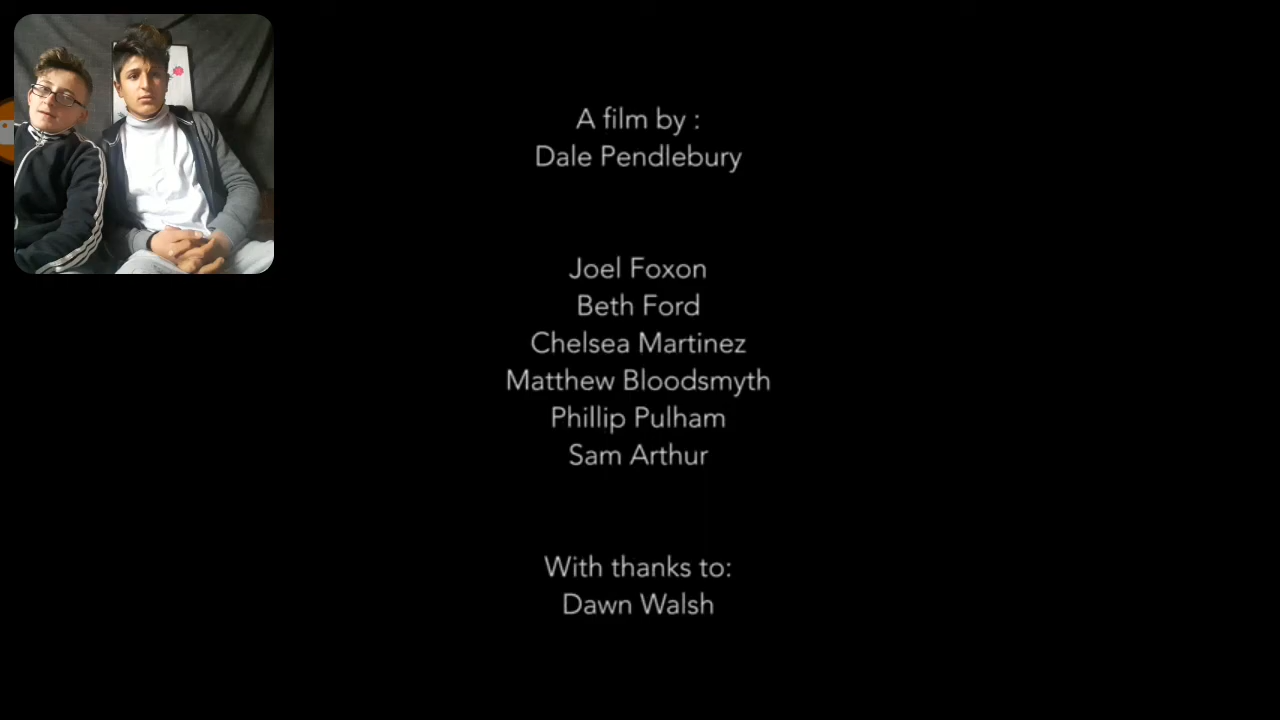 A film by :
Dale Pendlebury
Joel Foxon
Beth Ford
Chelsea Martinez
Matthew Bloodsmyth
Phillip Pulham
Sam Arthur
With thanks to:
Dawn Walsh